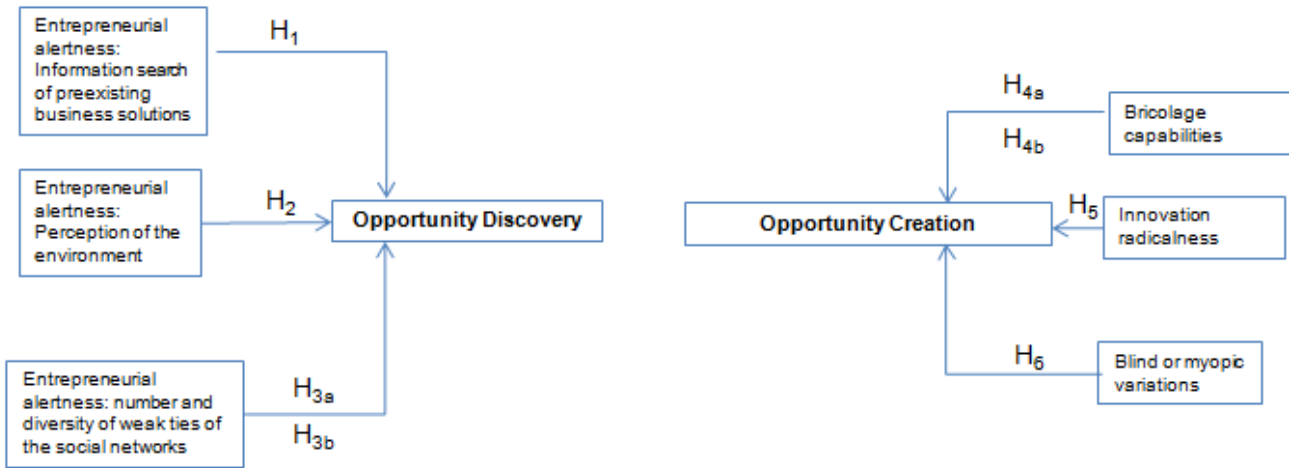 Entrepreneurial
alertness:
Information search
of preexisting
business solutions
H1
Entrepreneurial
alertness:
Perception of the
environment
H2
Opportunity Discovery
Entrepreneurial
alertness: number and
diversity of weak ties of
the social networks
H3a
H3b
H4a
H4b
Bricolage
capabilities
Opportunity Creation
H5
Innovation
radicalness
H6
Blind or myopic
variations